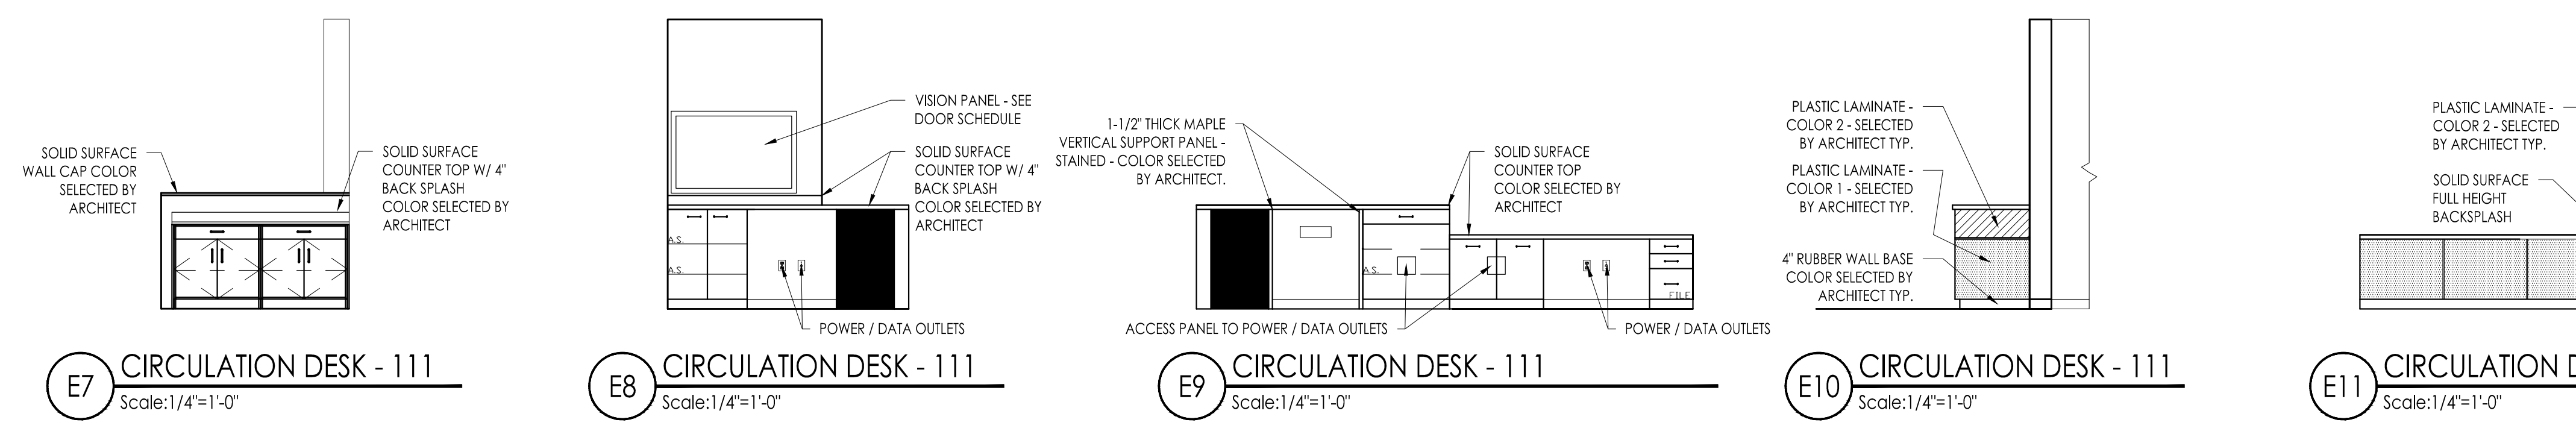 SOLID SURFACE
WALL CAP COLOR
SELECTED BY
ARCHITECT
SOLID SURFACE
COUNTER TOP W/ 4"
BACK SPLASH
COLOR SELECTED BY
ARCHITECT
E7
CIRCULATION DESK - 111
Scale:1/4"=1'-0"
VISION PANEL - SEE
DOOR SCHEDULE
SOLID SURFACE
COUNTER TOP W/ 4"
BACK SPLASH
COLOR SELECTED BY
ARCHITECT
A.S.
A.S.
POWER / DATA OUTLETS
E8
CIRCULATION DESK - 111
Scale:1/4"=1'-0"
1-1/2" THICK MAPLE
VERTICAL SUPPORT PANEL -
STAINED - COLOR SELECTED
BY ARCHITECT.
SOLID SURFACE
COUNTER TOP
COLOR SELECTED BY
ARCHITECT
A.S.
FILE
ACCESS PANEL TO POWER / DATA OUTLETS
POWER / DATA OUTLETS
E9
CIRCULATION DESK - 111
Scale:1/4"=1'-0"
PLASTIC LAMINATE -
COLOR 2 - SELECTED
BY ARCHITECT TYP.
PLASTIC LAMINATE -
COLOR 1 - SELECTED
BY ARCHITECT TYP.
4" RUBBER WALL BASE
COLOR SELECTED BY
ARCHITECT TYP.
E10
CIRCULATION DESK - 111
Scale:1/4"=1'-0"
PLASTIC LAMINATE -
COLOR 2 - SELECTED
BY ARCHITECT TYP.
SOLID SURFACE
FULL HEIGHT
BACKSPLASH
E11
CIRCULATION
Scale:1/4"=1'-0"